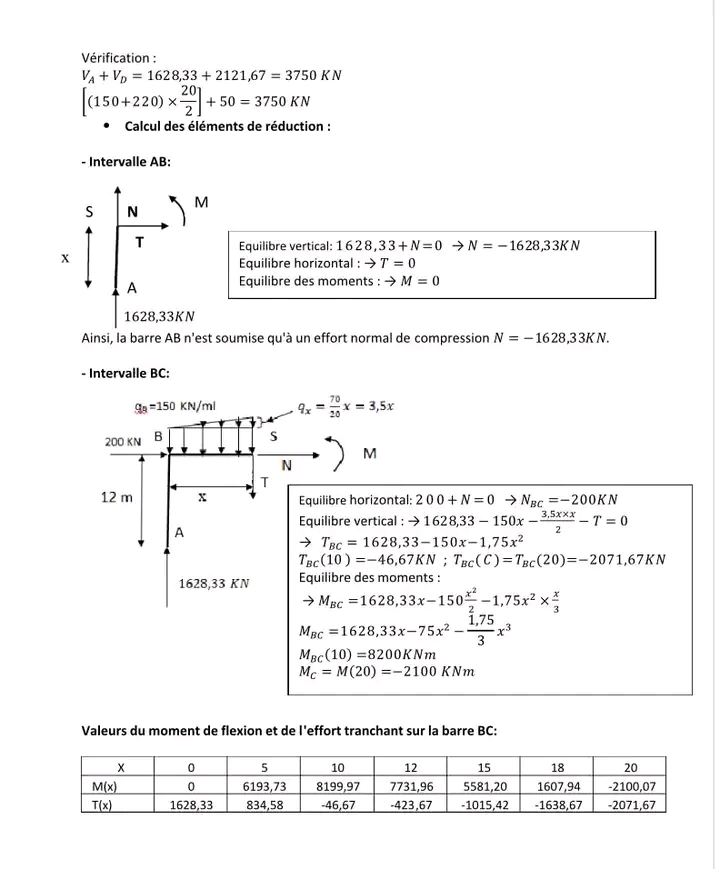 Vérification :
V_A + V_D = 1628,33 + 2121,67 = 3750 KN
[(150+220) × 20/2] + 50 = 3750 KN
• Calcul des éléments de réduction :
- Intervalle AB:
M
S N
T
x
A
1628,33KN
Equilibre vertical: 1628,33+N=0 → N = −1628,33KN
Equilibre horizontal : → T = 0
Equilibre des moments : → M = 0
Ainsi, la barre AB n'est soumise qu'à un effort normal de compression N = −1628,33KN.
- Intervalle BC:
q_B=150 KN/ml q_x = 70/20 x = 3,5x
200 KN B S
N M
T
12 m x
A
1628,33 KN
Equilibre horizontal: 200+N=0 → N_BC =−200KN
Equilibre vertical : → 1628,33 − 150x − 3,5x×x/2 − T = 0
→ T_BC = 1628,33−150x−1,75x²
T_BC(10 ) =−46,67KN ; T_BC(C)=T_BC(20)=−2071,67KN
Equilibre des moments :
→ M_BC =1628,33x−150 x²/2 −1,75x² × x/3
M_BC =1628,33x−75x² − 1,75/3 x³
M_BC(10) =8200KNm
M_C = M(20) =−2100 KNm
Valeurs du moment de flexion et de l'effort tranchant sur la barre BC:
X 0 5 10 12 15 18 20
M(x) 0 6193,73 8199,97 7731,96 5581,20 1607,94 -2100,07
T(x) 1628,33 834,58 -46,67 -423,67 -1015,42 -1638,67 -2071,67